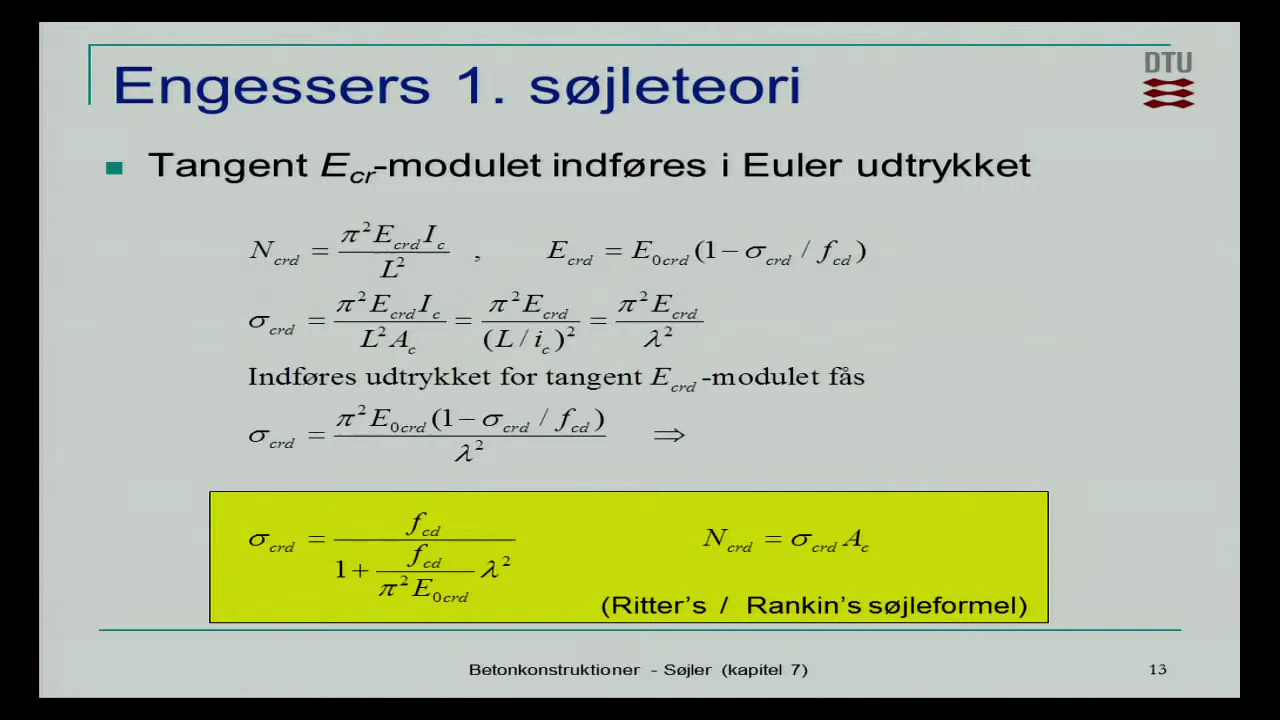 DTU
Engessers 1. søjleteori
Tangent E_cr-modulet indføres i Euler udtrykket
N_crd = π²E_crd I_c / L² , E_crd = E_0crd (1 − σ_crd / f_cd)
σ_crd = π²E_crd I_c / L² A_c = π²E_crd / (L / i_c)² = π²E_crd / λ²
Indføres udtrykket for tangent E_crd -modulet fås
σ_crd = π²E_0crd (1 − σ_crd / f_cd) / λ² ⇒
σ_crd = f_cd / (1 + (f_cd / π²E_0crd) λ²) N_crd = σ_crd A_c
(Ritter's / Rankin's søjleformel)
Betonkonstruktioner - Søjler (kapitel 7)
13